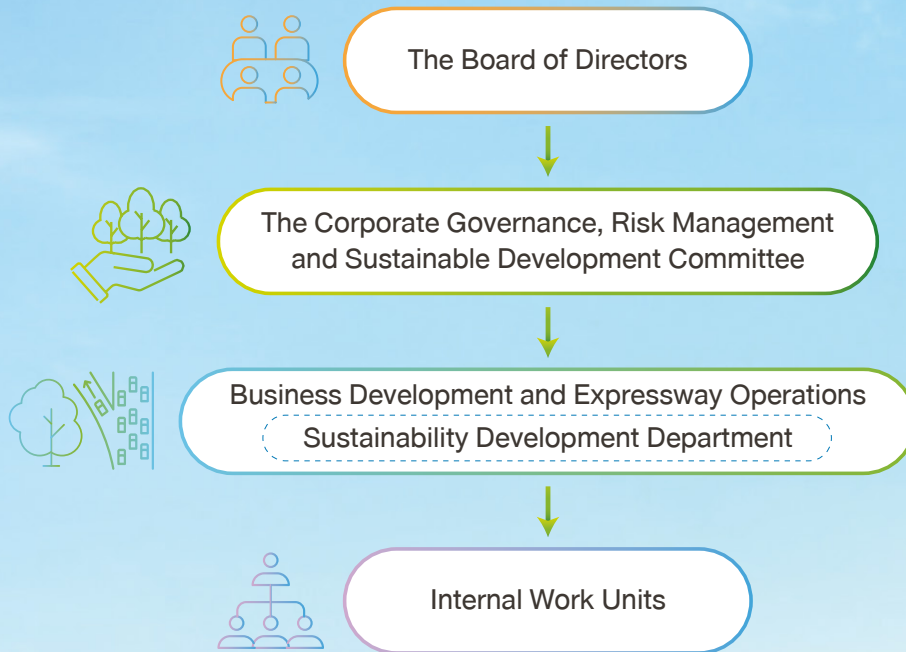 The Board of Directors
The Corporate Governance, Risk Management
and Sustainable Development Committee
Business Development and Expressway Operations
Sustainability Development Department
Internal Work Units